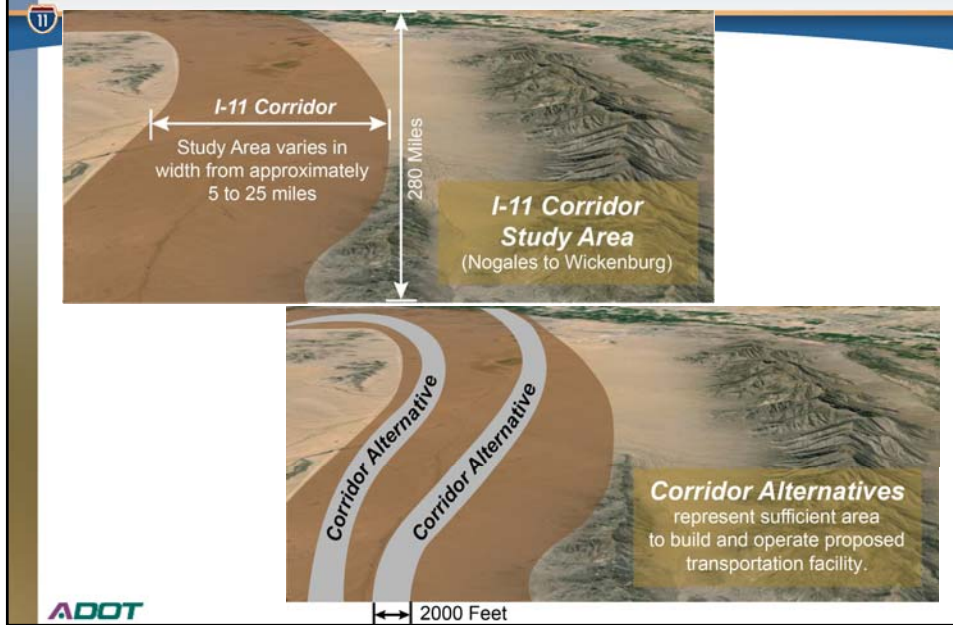 11
I-11 Corridor
Study Area varies in
width from approximately
5 to 25 miles
280 Miles
I-11 Corridor
Study Area
(Nogales to Wickenburg)
Corridor Alternative
Corridor Alternative
Corridor Alternatives
represent sufficient area
to build and operate proposed
transportation facility.
ADOT
2000 Feet